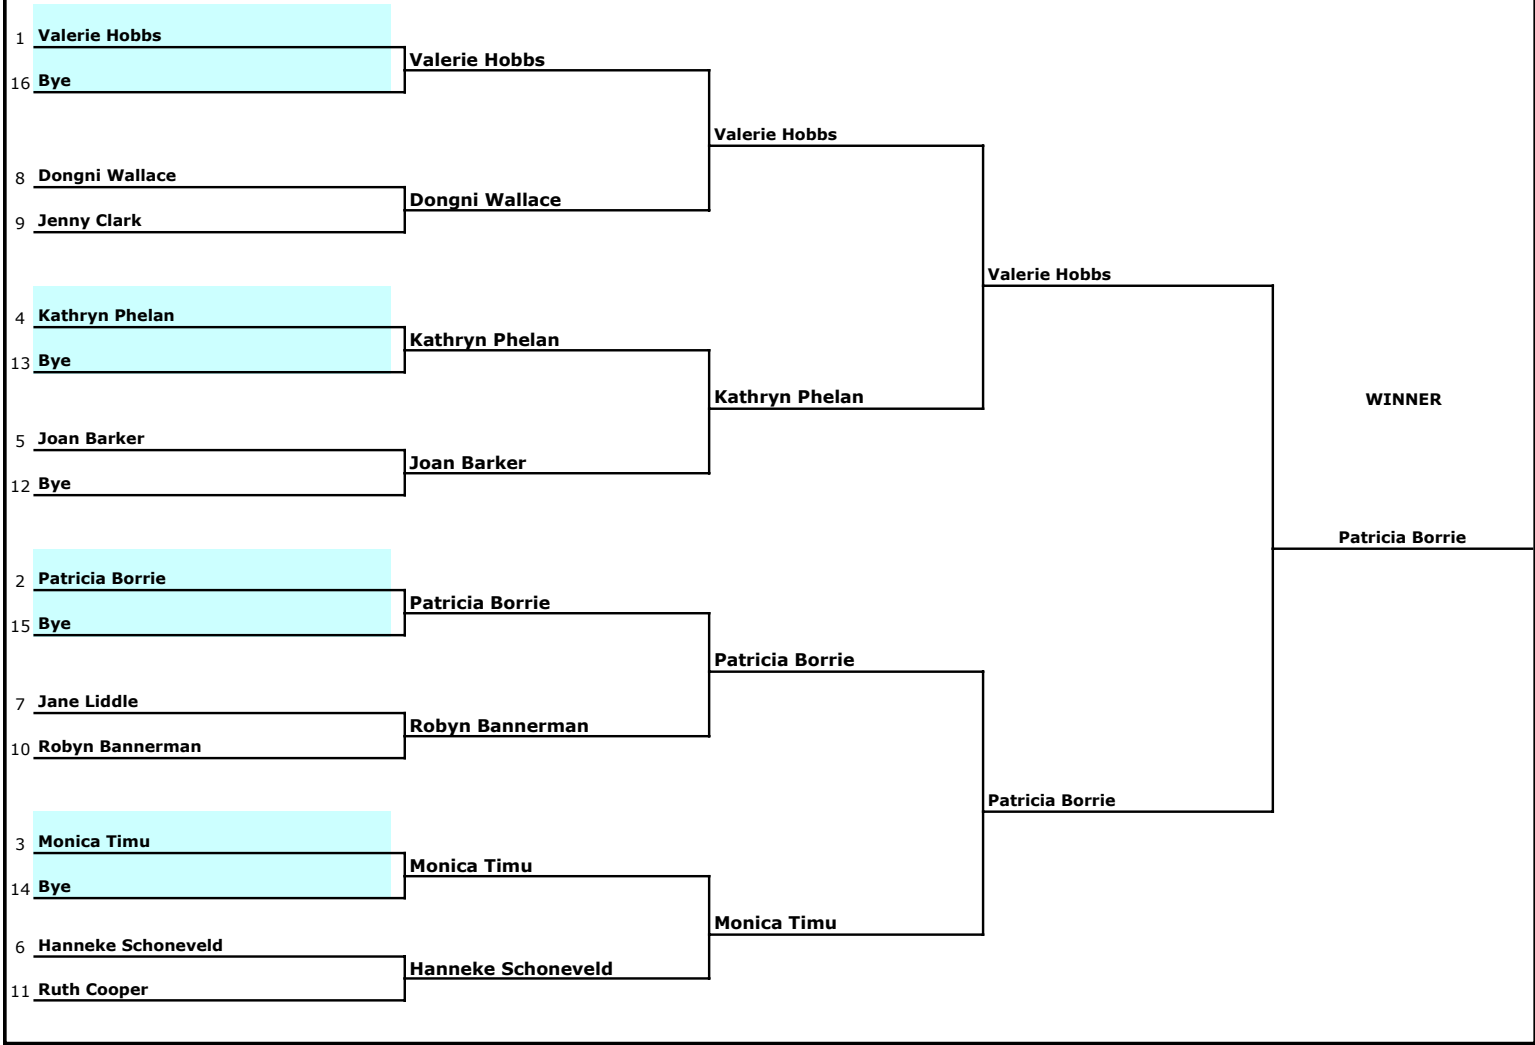 1 Valerie Hobbs
Valerie Hobbs
16 Bye
Valerie Hobbs
8 Dongni Wallace
Dongni Wallace
9 Jenny Clark
Valerie Hobbs
4 Kathryn Phelan
Kathryn Phelan
13 Bye
Kathryn Phelan
WINNER
5 Joan Barker
Joan Barker
12 Bye
Patricia Borrie
2 Patricia Borrie
Patricia Borrie
15 Bye
Patricia Borrie
7 Jane Liddle
Robyn Bannerman
10 Robyn Bannerman
Patricia Borrie
3 Monica Timu
Monica Timu
14 Bye
Monica Timu
6 Hanneke Schoneveld
Hanneke Schoneveld
11 Ruth Cooper